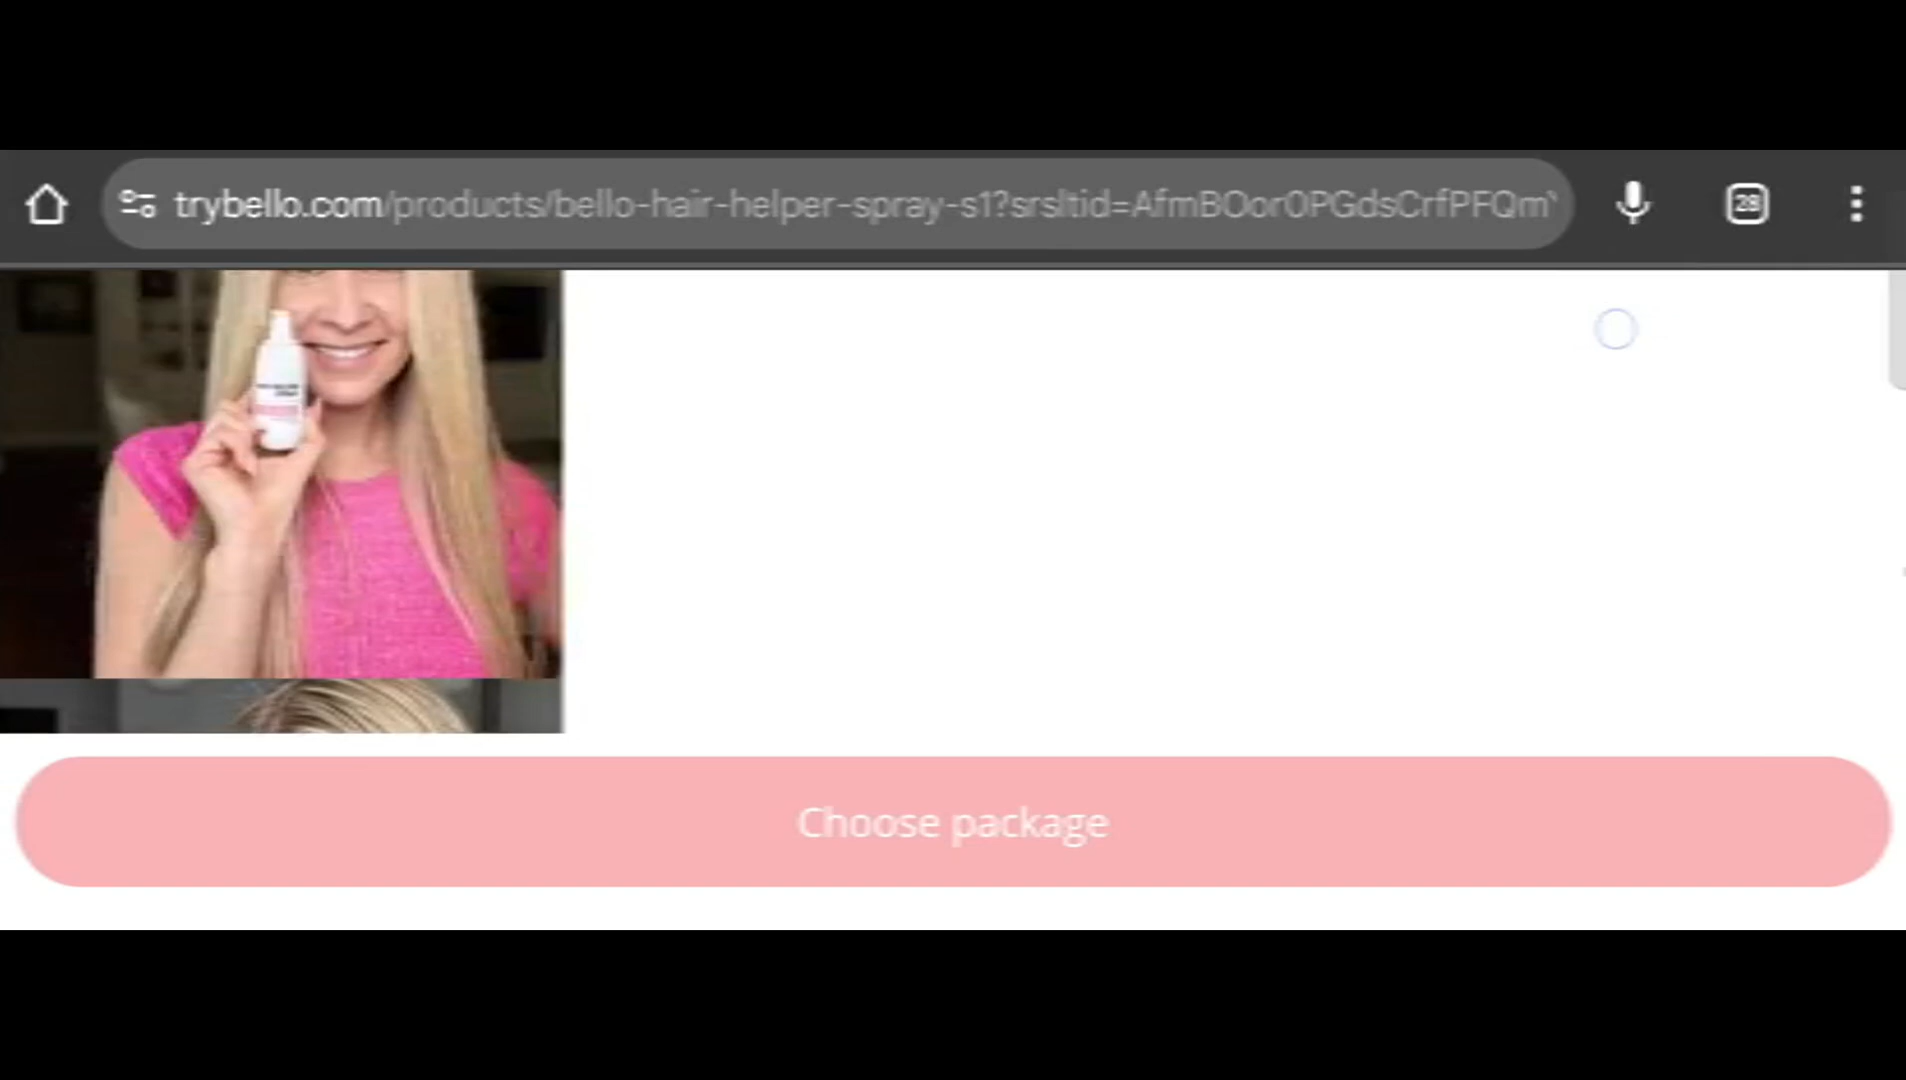 trybello.com/products/bello-hair-helper-spray-s1?srsltid=AfmBOor0PGdsCrfPFQm
28
Choose package